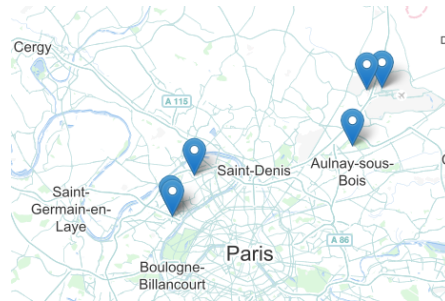 Cergy
A 115
Saint-Denis
Aulnay-sous-
Bois
Saint-
Germain-en-
Laye
Paris
A 86
Boulogne-
Billancourt